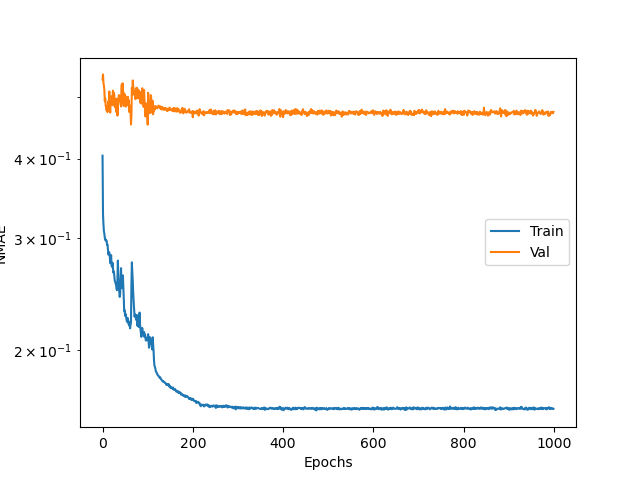 4 × 10⁻¹
3 × 10⁻¹
2 × 10⁻¹
NMAE
Train
Val
0 200 400 600 800 1000
Epochs